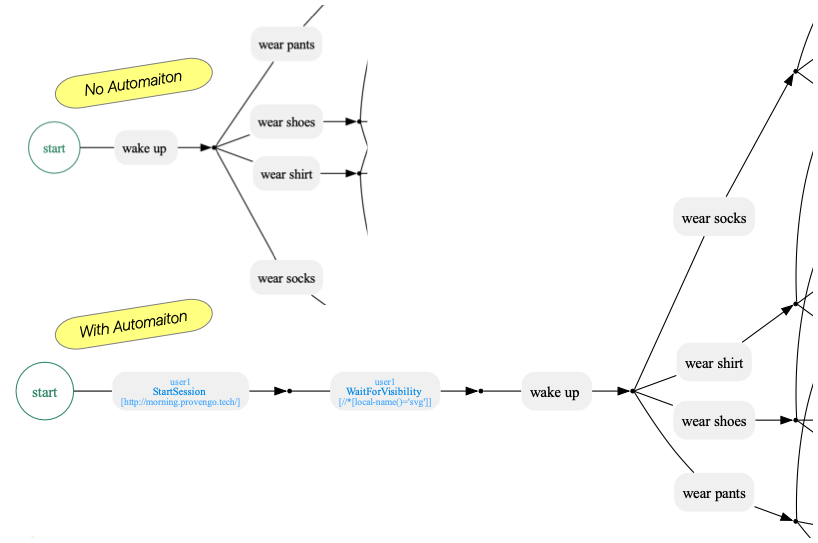 wear pants
No Automaiton
wear shoes
start
wake up
wear shirt
wear socks
wear socks
With Automaiton
wear shirt
user1
StartSession
[http://morning.provengo.tech/]
user1
WaitForVisibility
[//*[local-name()='svg']]
start
wake up
wear shoes
wear pants